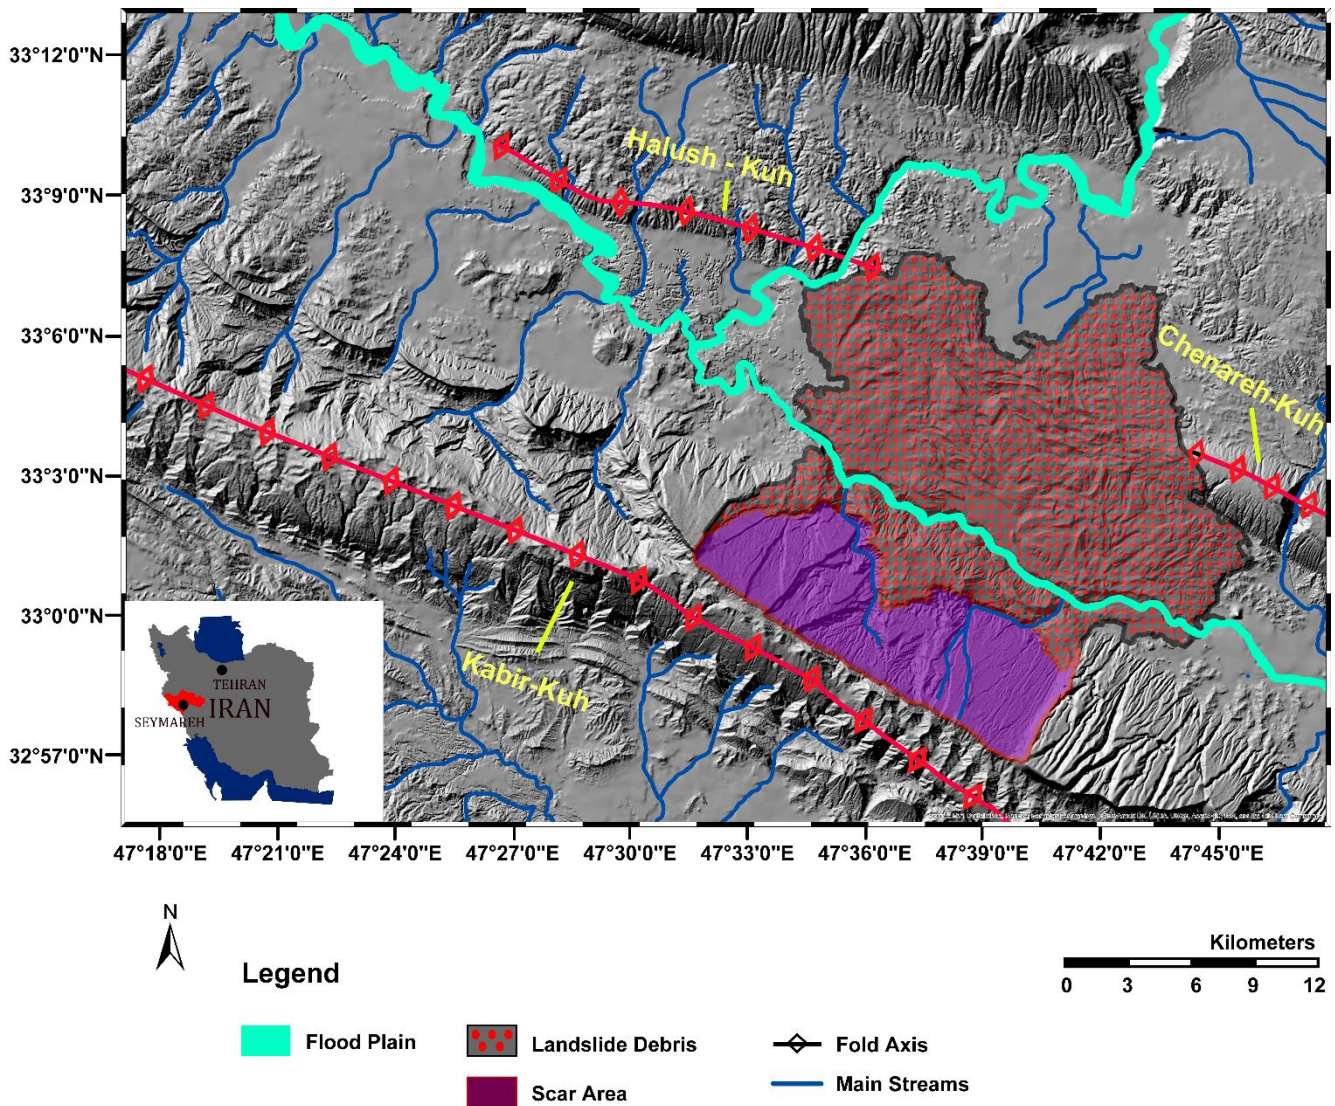 33°12'0"N
33°9'0"N
33°6'0"N
33°3'0"N
33°0'0"N
32°57'0"N
Halush - Kuh
Chenareh-Kuh
Kabir-Kuh
TEHRAN
SEYMAREH
IRAN
47°18'0"E
47°21'0"E
47°24'0"E
47°27'0"E
47°30'0"E
47°33'0"E
47°36'0"E
47°39'0"E
47°42'0"E
47°45'0"E
N
Kilometers
0 3 6 9 12
Legend
Flood Plain
Landslide Debris
Scar Area
Fold Axis
Main Streams